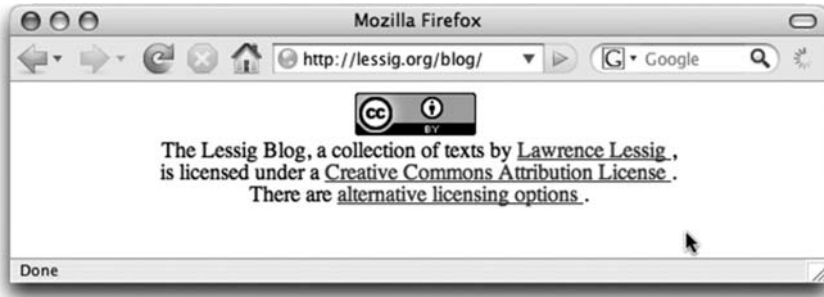 Mozilla Firefox
http://lessig.org/blog/ G Google
cc BY
The Lessig Blog, a collection of texts by Lawrence Lessig ,
is licensed under a Creative Commons Attribution License .
There are alternative licensing options .
Done